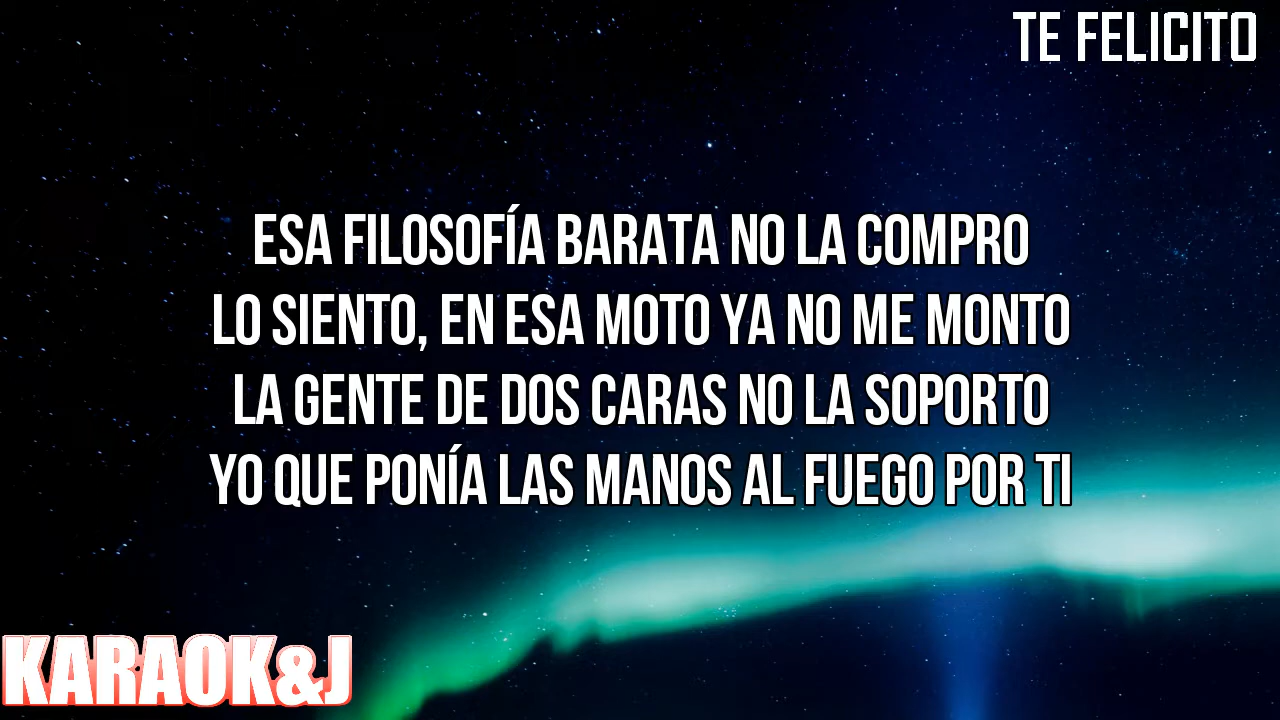 TE FELICITO
ESA FILOSOFÍA BARATA NO LA COMPRO
LO SIENTO, EN ESA MOTO YA NO ME MONTO
LA GENTE DE DOS CARAS NO LA SOPORTO
YO QUE PONÍA LAS MANOS AL FUEGO POR TI
KARAOK&J